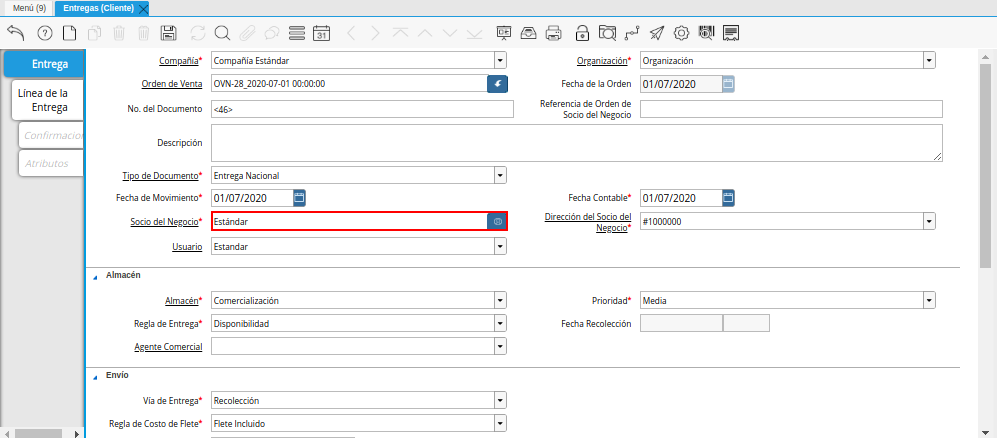 Menú (9)
Entregas (Cliente)
31
Entrega
Línea de la
Entrega
Confirmacio
Atributos
Compañía* Compañía Estándar
Organización* Organización
Orden de Venta OVN-28_2020-07-01 00:00:00
Fecha de la Orden 01/07/2020
No. del Documento <46>
Referencia de Orden de
Socio del Negocio
Descripción
Tipo de Documento* Entrega Nacional
Fecha de Movimiento* 01/07/2020
Fecha Contable* 01/07/2020
Socio del Negocio* Estándar
Dirección del Socio del
Negocio* #1000000
Usuario Estandar
Almacén
Almacén* Comercialización
Prioridad* Media
Regla de Entrega* Disponibilidad
Fecha Recolección
Agente Comercial
Envío
Vía de Entrega* Recolección
Regla de Costo de Flete* Flete Incluido